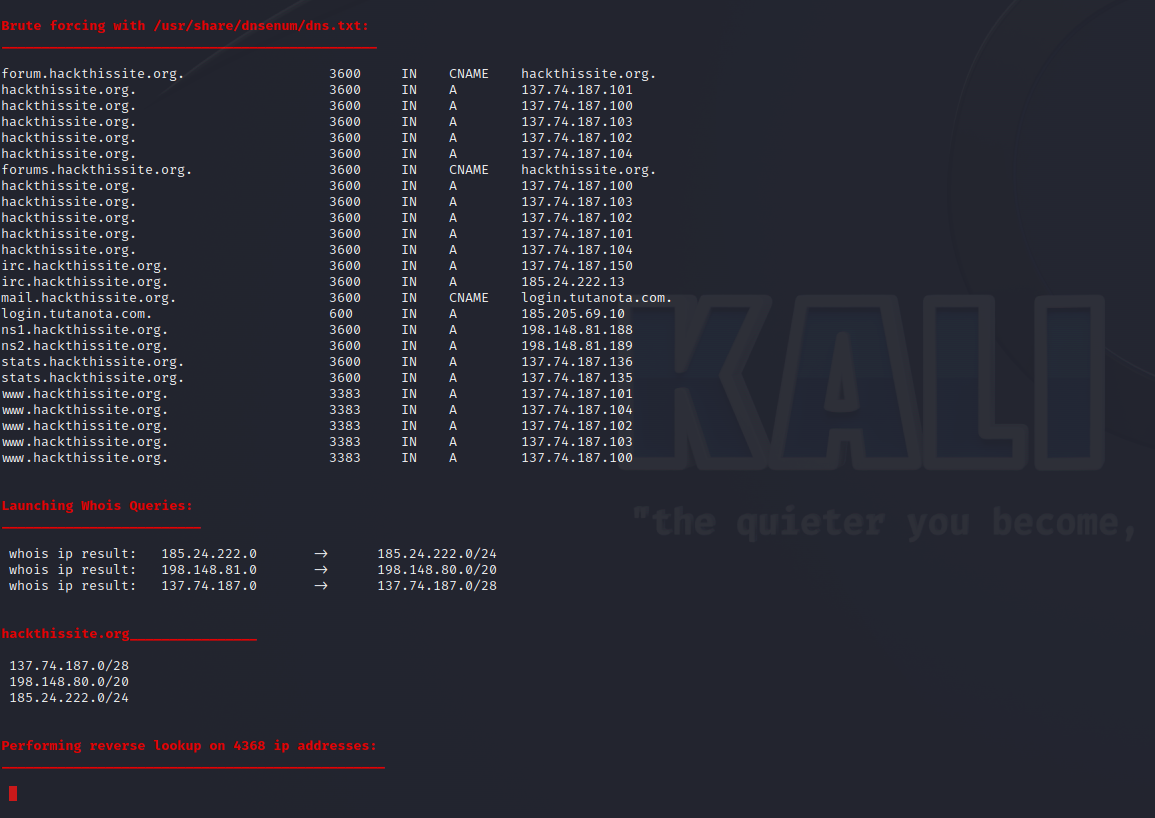 Brute forcing with /usr/share/dnsenum/dns.txt:
forum.hackthissite.org. 3600 IN CNAME hackthissite.org.
hackthissite.org. 3600 IN A 137.74.187.101
hackthissite.org. 3600 IN A 137.74.187.100
hackthissite.org. 3600 IN A 137.74.187.103
hackthissite.org. 3600 IN A 137.74.187.102
hackthissite.org. 3600 IN A 137.74.187.104
forums.hackthissite.org. 3600 IN CNAME hackthissite.org.
hackthissite.org. 3600 IN A 137.74.187.100
hackthissite.org. 3600 IN A 137.74.187.103
hackthissite.org. 3600 IN A 137.74.187.102
hackthissite.org. 3600 IN A 137.74.187.101
hackthissite.org. 3600 IN A 137.74.187.104
irc.hackthissite.org. 3600 IN A 137.74.187.150
irc.hackthissite.org. 3600 IN A 185.24.222.13
mail.hackthissite.org. 3600 IN CNAME login.tutanota.com.
login.tutanota.com. 600 IN A 185.205.69.10
ns1.hackthissite.org. 3600 IN A 198.148.81.188
ns2.hackthissite.org. 3600 IN A 198.148.81.189
stats.hackthissite.org. 3600 IN A 137.74.187.136
stats.hackthissite.org. 3600 IN A 137.74.187.135
www.hackthissite.org. 3383 IN A 137.74.187.101
www.hackthissite.org. 3383 IN A 137.74.187.104
www.hackthissite.org. 3383 IN A 137.74.187.102
www.hackthissite.org. 3383 IN A 137.74.187.103
www.hackthissite.org. 3383 IN A 137.74.187.100
KALI
"the quieter you become,
Launching Whois Queries:
whois ip result: 185.24.222.0 → 185.24.222.0/24
whois ip result: 198.148.81.0 → 198.148.80.0/20
whois ip result: 137.74.187.0 → 137.74.187.0/28
hackthissite.org________________
137.74.187.0/28
198.148.80.0/20
185.24.222.0/24
Performing reverse lookup on 4368 ip addresses: